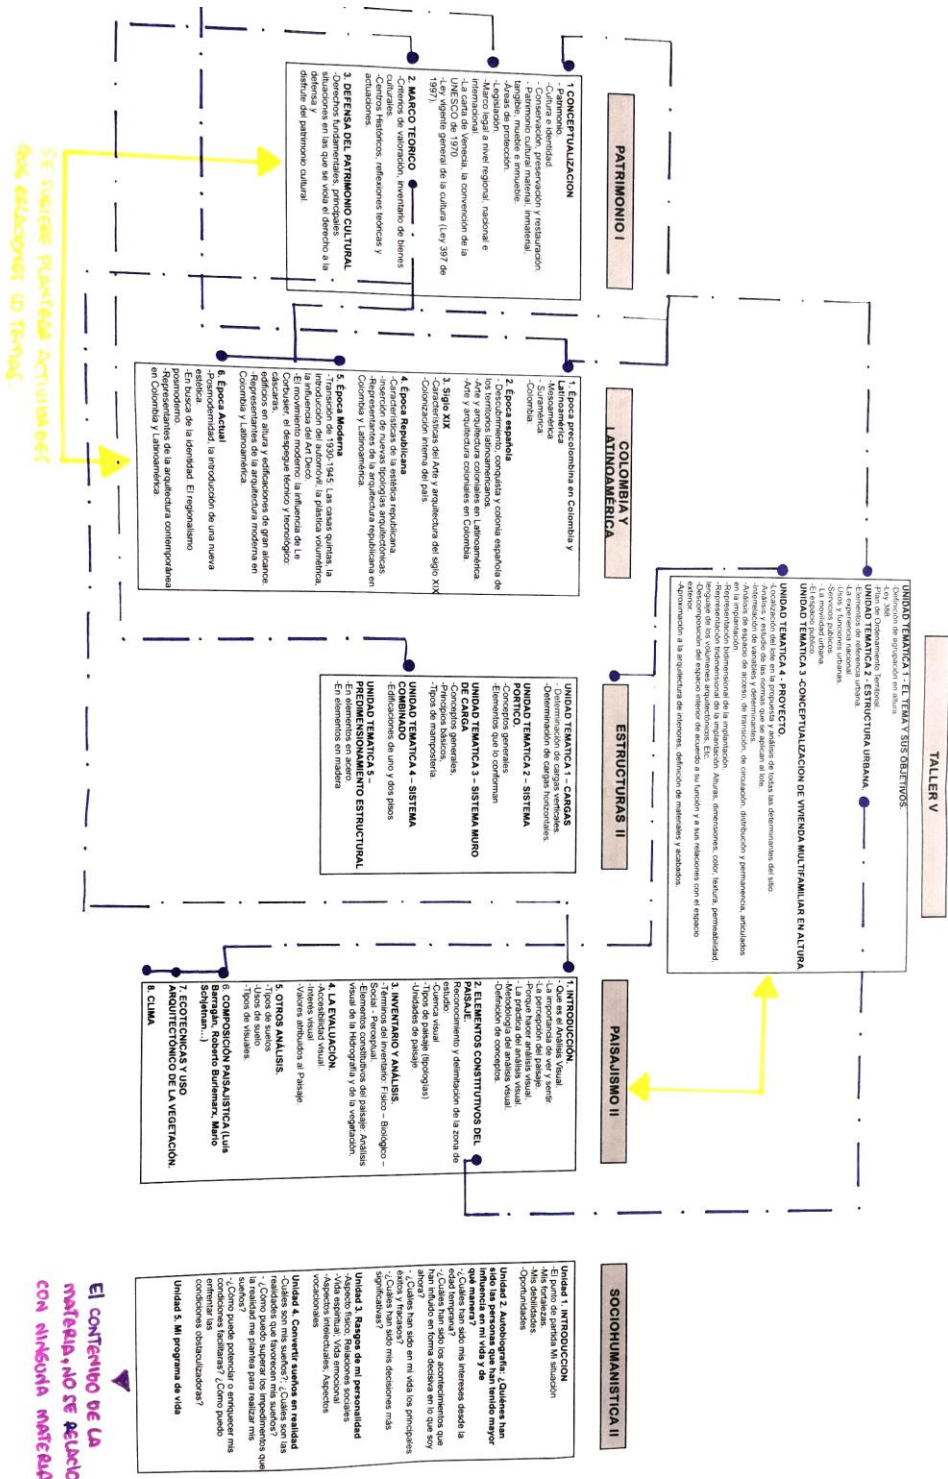 TALLER V
UNIDAD TEMATICA 1 - EL TEMA Y SUS OBJETIVOS.
-Definición de agrupación en altura.
-Ley 388.
-Plan de Ordenamiento Territorial.
UNIDAD TEMATICA 2 - ESTRUCTURA URBANA.
-Elementos de referencia urbana.
-La experiencia nacional
-Usos y funciones urbanas.
-Servicios públicos.
-La movilidad urbana.
-El espacio publico.
UNIDAD TEMATICA 3 -CONCEPTUALIZACION DE VIVIENDA MULTIFAMILIAR EN ALTURA
UNIDAD TEMATICA 4 - PROYECTO.
-Localización del lote en la propuesta y análisis de todas las determinantes del sitio
-Análisis y estudio de las normas que se aplican al lote.
-Interrelación de variables y determinantes.
-Análisis de espacio de acceso, de transición, de circulación, distribución y permanencia, articulados
en la implantación.
-Representación bidimensional de la implantación
-Representación tridimensional de la implantación. Alturas, dimensiones, color, textura, permeabilidad,
lenguaje de los volúmenes arquitectónicos, Etc.
-Descomposición del espacio interior de acuerdo a su función y a sus relaciones con el espacio
exterior.
-Aproximación a la arquitectura de interiores, definición de materiales y acabados.
PATRIMONIO I
1 CONCEPTUALIZACION
- Patrimonio.
-Cultura e identidad.
- Conservación, preservación y restauración.
- Patrimonio cultural material, inmaterial,
tangible, mueble e inmueble.
-Áreas de protección.
-Legislación.
-Marco legal a nivel regional, nacional e
internacional.
-La carta de Venecia, la convención de la
UNESCO de 1970.
-Ley vigente general de la cultura (Ley 397 de
1997).
2. MARCO TEORICO
-Criterios de valoración, inventario de bienes
culturales.
-Centros Históricos, reflexiones teóricas y
actuaciones.
3. DEFENSA DEL PATRIMONIO CULTURAL
-Derechos fundamentales, principales
situaciones en las que se viola el derecho a la
defensa y
disfrute del patrimonio cultural.
COLOMBIA Y
LATINOAMÉRICA
1. Época precolombina en Colombia y
Latinoamérica
-Mesoamérica
- Suramérica.
-Colombia.
2. Época española
- Descubrimiento, conquista y colonia española de
los territorios latinoamericanos.
-Arte y arquitectura coloniales en Latinoamérica
-Arte y arquitectura coloniales en Colombia.
3. Siglo XIX
-Características del Arte y arquitectura del siglo XIX
-Colonización interna del país.
4. Época Republicana
-Características de la estética republicana
-Inserción de nuevas tipologías arquitectónicas.
-Representantes de la arquitectura republicana en
Colombia y Latinoamérica.
5. Época Moderna
-Transición de 1930-1945: Las casas quintas, la
introducción del automóvil, la plástica volumétrica,
la influencia del Art Decó.
-El movimiento moderno: la influencia de Le
Corbusier, el despegue técnico y tecnológico:
cáscaras,
edificios en altura y edificaciones de gran alcance.
-Representantes de la arquitectura moderna en
Colombia y Latinoamérica.
6. Época Actual
-Posmodernidad, la introducción de una nueva
estética.
-En busca de la identidad. El regionalismo
posmoderno.
-Representantes de la arquitectura contemporánea
en Colombia y Latinoamérica.
ESTRUCTURAS II
UNIDAD TEMATICA 1 – CARGAS
- Determinación de cargas verticales.
-Determinación de cargas horizontales.
UNIDAD TEMATICA 2 – SISTEMA
PORTICO.
-Conceptos generales
-Elementos que lo conforman
UNIDAD TEMATICA 3 – SISTEMA MURO
DE CARGA
-Conceptos generales.
-Principios básicos,
-Tipos de mampostería.
UNIDAD TEMATICA 4 – SISTEMA
COMBINADO
-Edificaciones de uno y dos pisos
UNIDAD TEMATICA 5 –
PREDIMENSIONAMIENTO ESTRUCTURAL
-En elementos en acero.
-En elementos en madera
PAISAJISMO II
1. INTRODUCCIÓN.
- Que es el Análisis Visual.
-La importancia de ver y sentir.
-La percepción del paisaje.
-Porque hacer análisis visual.
-La práctica del análisis visual.
-Metodología del análisis visual.
-Definición de conceptos.
2. ELEMENTOS CONSTITUTIVOS DEL
PAISAJE.
Reconocimiento y delimitación de la zona de
estudio.
-Cuenca visual
-Tipos de paisaje (tipologías)
-Unidades de paisaje.
3. INVENTARIO Y ANÁLISIS.
-Términos del inventario: Físico – Biológico –
Social - Perceptual.
-Elementos constitutivos del paisaje: Análisis
visual de la Hidrografía y de la vegetación.
4. LA EVALUACIÓN.
-Accesibilidad visual.
-Interés visual
-Valores atribuidos al Paisaje.
5. OTROS ANÁLISIS.
-Tipos de suelos
-Usos de suelo
-Tipos de visuales.
6. COMPOSICIÓN PAISAJISTICA (Luis
Barragán, Roberto Burlemarx, Mario
Schjetnan...)
7. ECOTECNICAS Y USO
ARQUITECTÓNICO DE LA VEGETACIÓN.
8. CLIMA
SOCIOHUMANISTICA II
Unidad 1. INTRODUCCION
-El punto de partida Mi situación
-Mis fortalezas.
-Mis debilidades.
-Oportunidades
Unidad 2. Autobiografía: ¿Quiénes han
sido las personas que han tenido mayor
influencia en mi vida y de
qué manera?
-¿Cuáles han sido mis intereses desde la
edad temprana?
-¿Cuáles han sido los acontecimientos que
han influido en forma decisiva en lo que soy
ahora?
-¿Cuáles han sido en mi vida los principales
éxitos y fracasos?
-¿Cuáles han sido mis decisiones más
significativas?
Unidad 3. Rasgos de mi personalidad
-Aspecto físico; Relaciones sociales
-Vida espiritual; Vida emocional
-Aspectos intelectuales; Aspectos
vocacionales
Unidad 4. Convertir sueños en realidad
-Cuáles son mis sueños?; ¿Cuáles son las
realidades que favorecen mis sueños?
- ¿Cómo puedo superar los impedimentos que
la realidad me plantea para realizar mis
sueños?
-¿Cómo puede potenciar o enriquecer mis
condiciones facilitaras? ¿Cómo puedo
enfrentar las
condiciones obstaculizadoras?
Unidad 5. Mi programa de vida
SE SUGIERE PLANTEAR ACTIVIDADES
QUE RELACIONES LO TEMAS.
El CONTENIDO DE LA
MATERIA, NO SE RELACIO
CON NINGUNA MATERIA